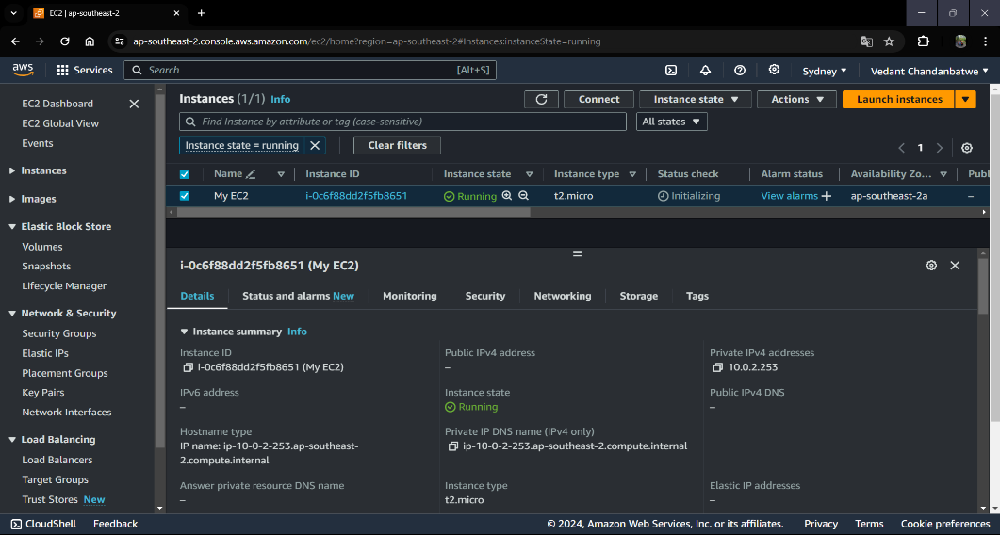 EC2 | ap-southeast-2
ap-southeast-2.console.aws.amazon.com/ec2/home?region=ap-southeast-2#Instances:instanceState=running
aws
Services
Search
[Alt+S]
Sydney
Vedant Chandanbatwe
EC2 Dashboard
EC2 Global View
Events
Instances
Images
Elastic Block Store
Volumes
Snapshots
Lifecycle Manager
Network & Security
Security Groups
Elastic IPs
Placement Groups
Key Pairs
Network Interfaces
Load Balancing
Load Balancers
Target Groups
Trust Stores New
Instances (1/1) Info
Connect
Instance state
Actions
Launch instances
Find Instance by attribute or tag (case-sensitive)
All states
Instance state = running
Clear filters
1
Name Instance ID Instance state Instance type Status check Alarm status Availability Zo... Publ
My EC2 i-0c6f88dd2f5fb8651 Running t2.micro Initializing View alarms + ap-southeast-2a –
i-0c6f88dd2f5fb8651 (My EC2)
Details Status and alarms New Monitoring Security Networking Storage Tags
Instance summary Info
Instance ID
i-0c6f88dd2f5fb8651 (My EC2)
Public IPv4 address
–
Private IPv4 addresses
10.0.2.253
IPv6 address
–
Instance state
Running
Public IPv4 DNS
–
Hostname type
IP name: ip-10-0-2-253.ap-southeast-
2.compute.internal
Private IP DNS name (IPv4 only)
ip-10-0-2-253.ap-southeast-2.compute.internal
Answer private resource DNS name
–
Instance type
t2.micro
Elastic IP addresses
–
CloudShell
Feedback
© 2024, Amazon Web Services, Inc. or its affiliates.
Privacy
Terms
Cookie preferences